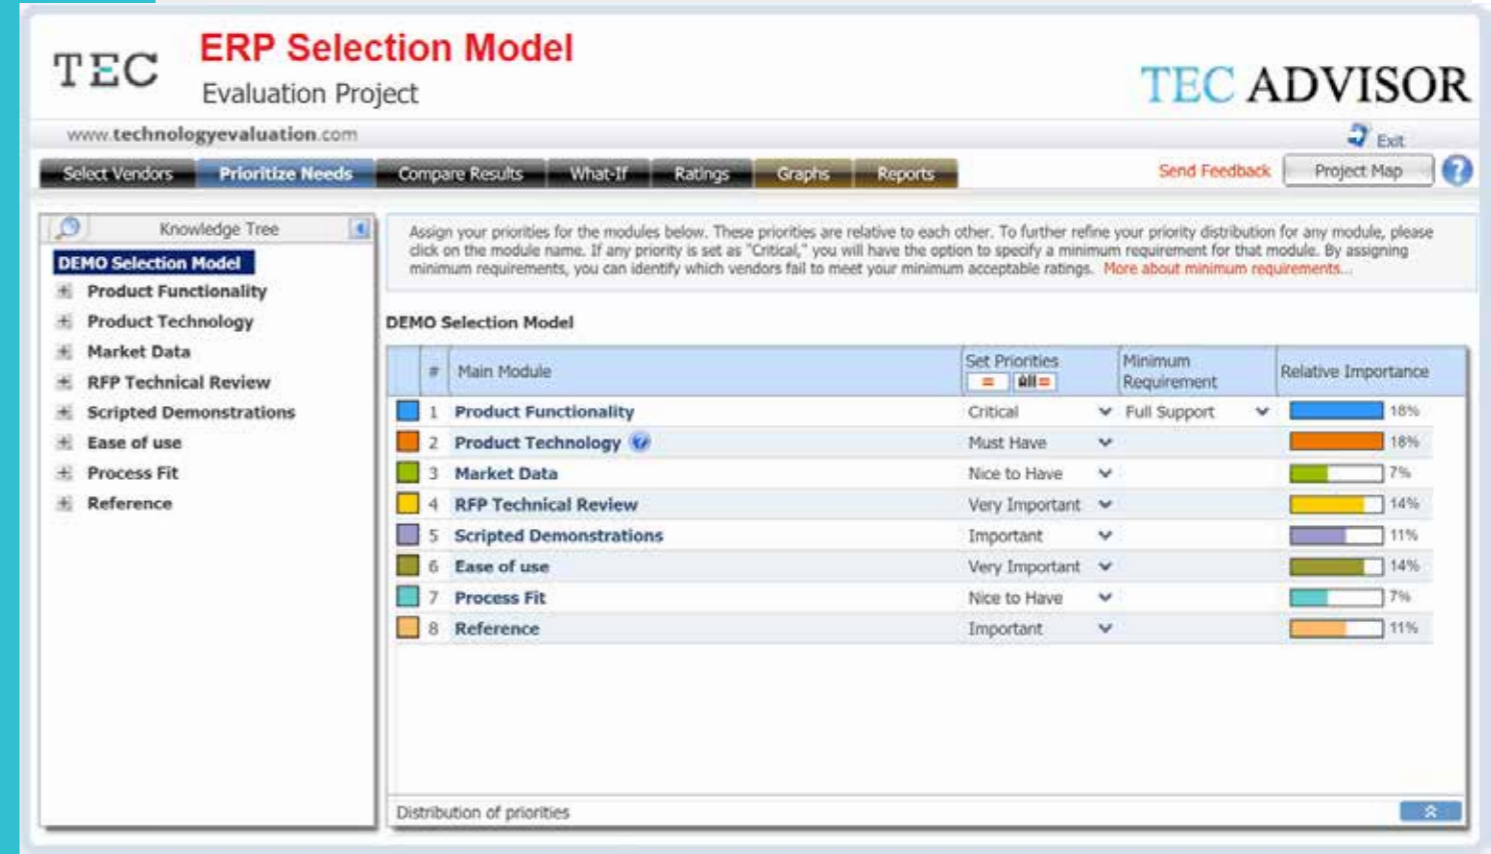 TEC
ERP Selection Model
Evaluation Project
TEC ADVISOR
www.technologyevaluation.com
Exit
Select Vendors Prioritize Needs Compare Results What-If Ratings Graphs Reports Send Feedback Project Map ?
Knowledge Tree
DEMO Selection Model
Product Functionality
Product Technology
Market Data
RFP Technical Review
Scripted Demonstrations
Ease of use
Process Fit
Reference
Assign your priorities for the modules below. These priorities are relative to each other. To further refine your priority distribution for any module, please
click on the module name. If any priority is set as "Critical," you will have the option to specify a minimum requirement for that module. By assigning
minimum requirements, you can identify which vendors fail to meet your minimum acceptable ratings. More about minimum requirements...
DEMO Selection Model
# Main Module Set Priorities = All= Minimum Requirement Relative Importance
1 Product Functionality Critical Full Support 18%
2 Product Technology ? Must Have 18%
3 Market Data Nice to Have 7%
4 RFP Technical Review Very Important 14%
5 Scripted Demonstrations Important 11%
6 Ease of use Very Important 14%
7 Process Fit Nice to Have 7%
8 Reference Important 11%
Distribution of priorities